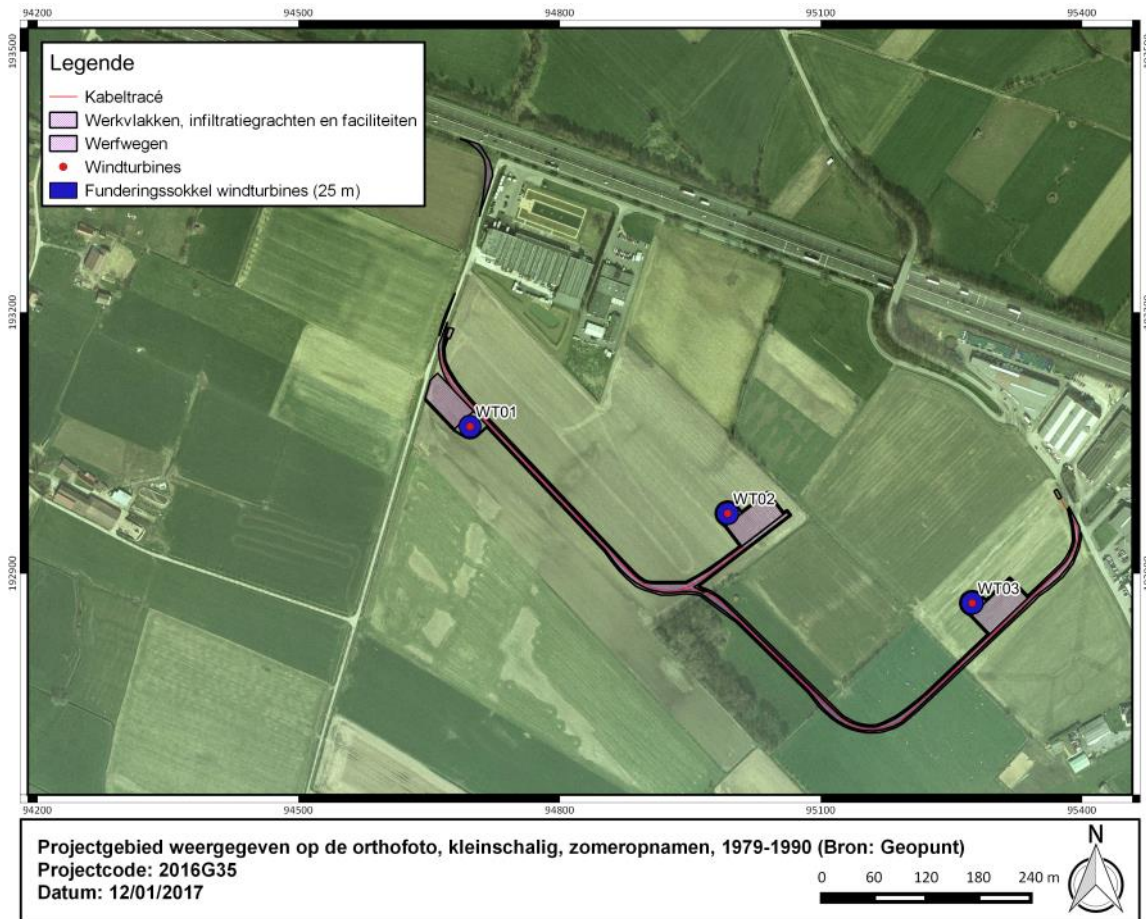 94200 94500 94800 95100 95400
193500
Legende
Kabeltracé
Werkvlakken, infiltratiegrachten en faciliteiten
Werfwegen
Windturbines
Funderingssokkel windturbines (25 m)
193200
WT01
WT02
192900
WT03
94200 94500 94800 95100 95400
Projectgebied weergegeven op de orthofoto, kleinschalig, zomeropnamen, 1979-1990 (Bron: Geopunt)
Projectcode: 2016G35
Datum: 12/01/2017
N
0 60 120 180 240 m